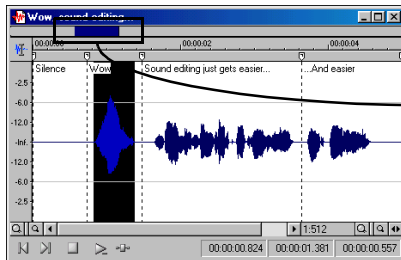 Wow, sound editing...
00:00:00 00:00:02 00:00:04
Silence Wow Sound editing just gets easier... ...And easier
-2.5
-6.0
-12.0
-Inf.
-12.0
-6.0
-2.5
1:512
00:00:00.824 00:00:01.381 00:00:00.557